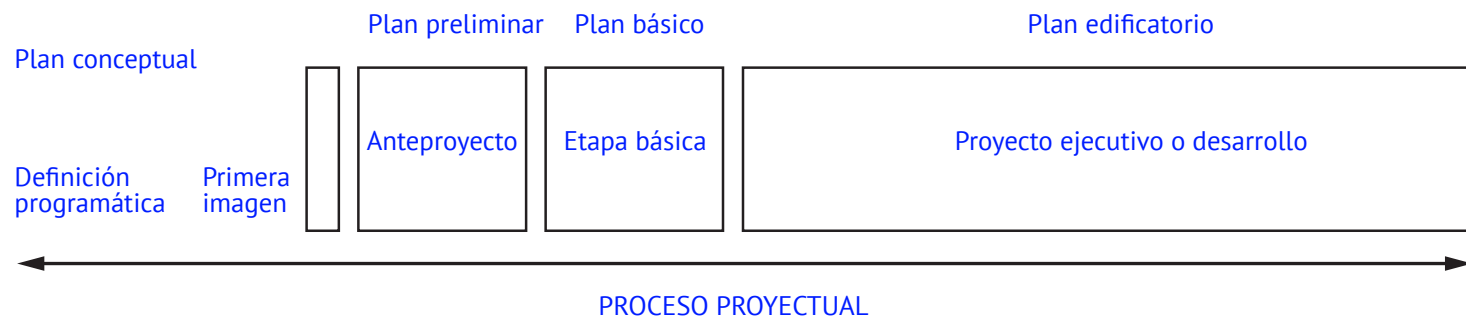 Plan preliminar
Plan básico
Plan edificatorio
Plan conceptual
Anteproyecto
Etapa básica
Proyecto ejecutivo o desarrollo
Definición
programática
Primera
imagen
PROCESO PROYECTUAL